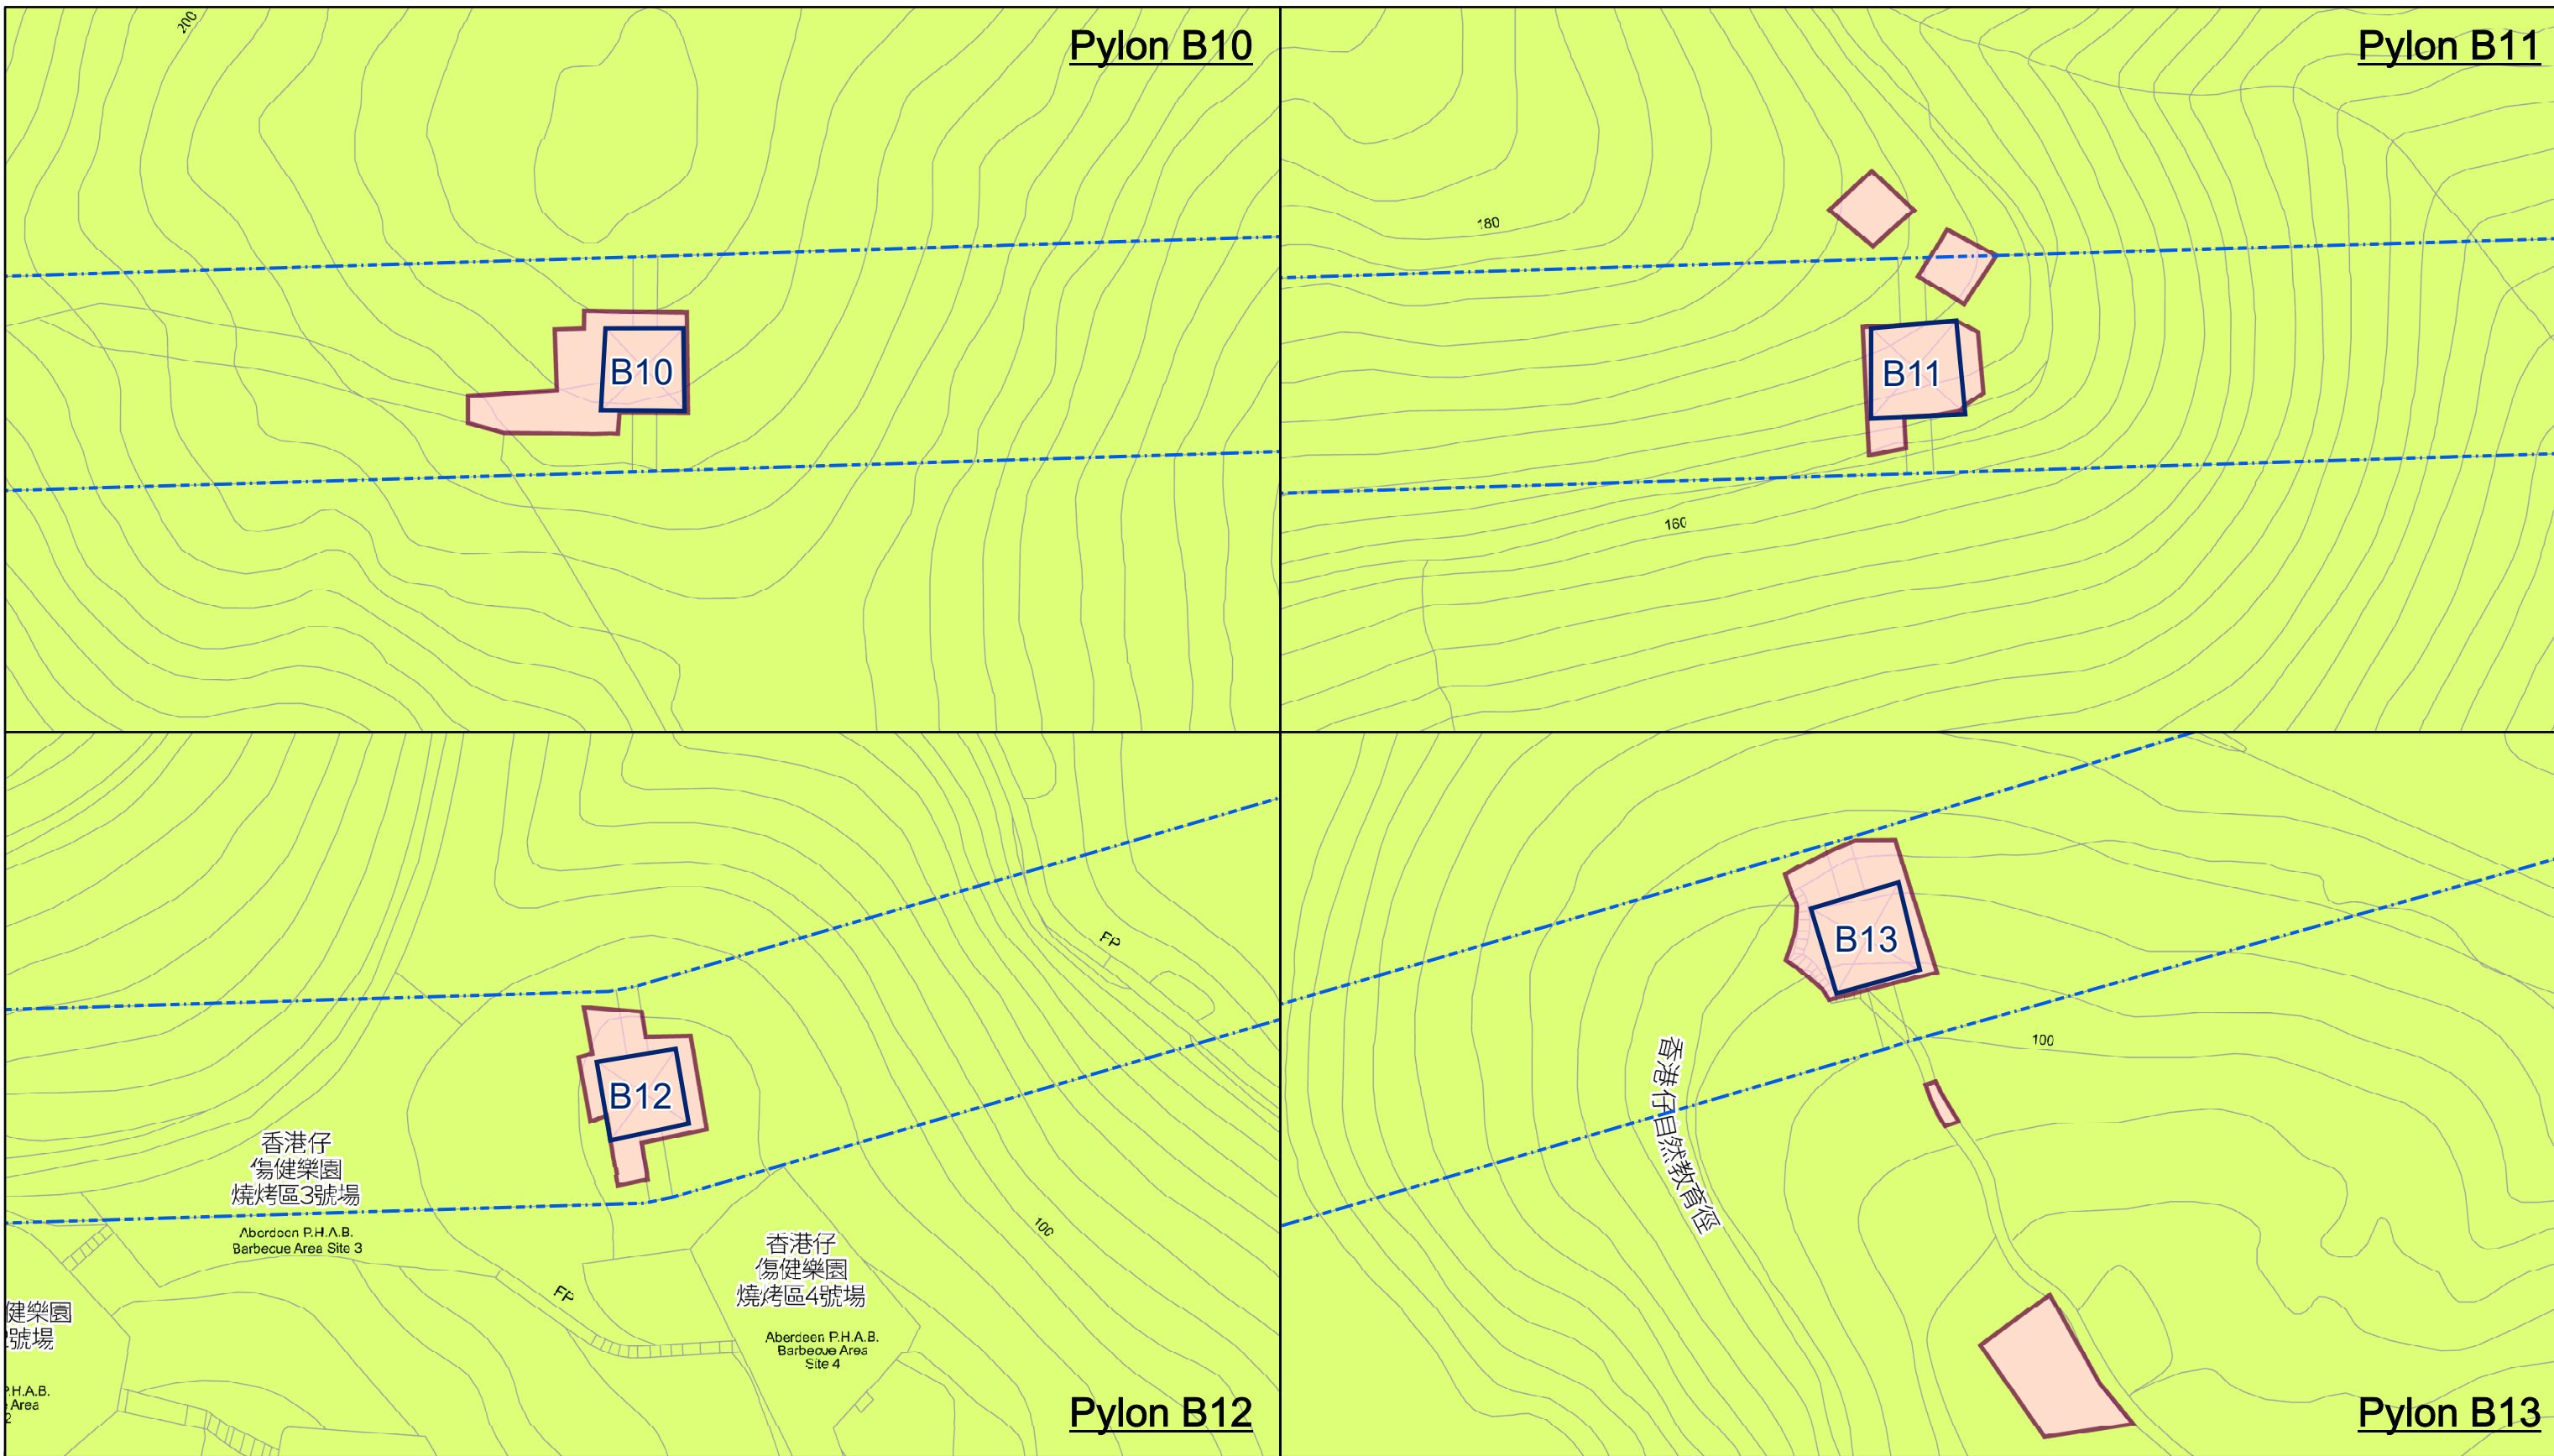 Pylon B10
200
B10
Pylon B11
180
B11
160
FP
B12
香港仔
傷健樂園
燒烤區3號場
Aberdeen P.H.A.B.
Barbecue Area Site 3
100
香港仔
傷健樂園
燒烤區4號場
Aberdeen P.H.A.B.
Barbecue Area
Site 4
FP
健樂園
號場
P.H.A.B.
Area
2
Pylon B12
B13
100
香港仔自然教育徑
Pylon B13